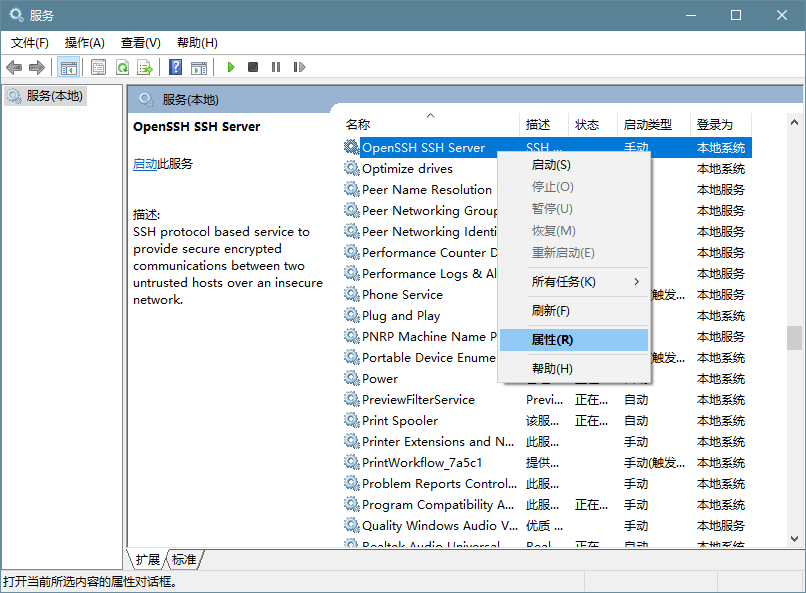 服务
文件(F) 操作(A) 查看(V) 帮助(H)
服务(本地)
服务(本地)
OpenSSH SSH Server
启动此服务
描述:
SSH protocol based service to
provide secure encrypted
communications between two
untrusted hosts over an insecure
network.
名称 描述 状态 启动类型 登录为
OpenSSH SSH Server SSH ... 手动 本地系统
Optimize drives 本地系统
Peer Name Resolution 本地服务
Peer Networking Group 本地服务
Peer Networking Identi 本地服务
Performance Counter D 本地服务
Performance Logs & Al 本地服务
Phone Service 触发... 本地服务
Plug and Play 本地系统
PNRP Machine Name P 本地服务
Portable Device Enume 触发... 本地系统
Power 本地系统
PreviewFilterService Previ... 正在... 自动 本地系统
Print Spooler 该服... 正在... 自动 本地系统
Printer Extensions and N... 此服... 手动 本地系统
PrintWorkflow_7a5c1 提供... 手动(触发... 本地系统
Problem Reports Control... 此服... 手动 本地系统
Program Compatibility A... 此服... 正在... 手动 本地系统
Quality Windows Audio V... 优质 ... 手动 本地服务
Realtek Audio Universal Real... 正在... 自动 本地系统
启动(S)
停止(O)
暂停(U)
恢复(M)
重新启动(E)
所有任务(K)
刷新(F)
属性(R)
帮助(H)
扩展 标准
打开当前所选内容的属性对话框。